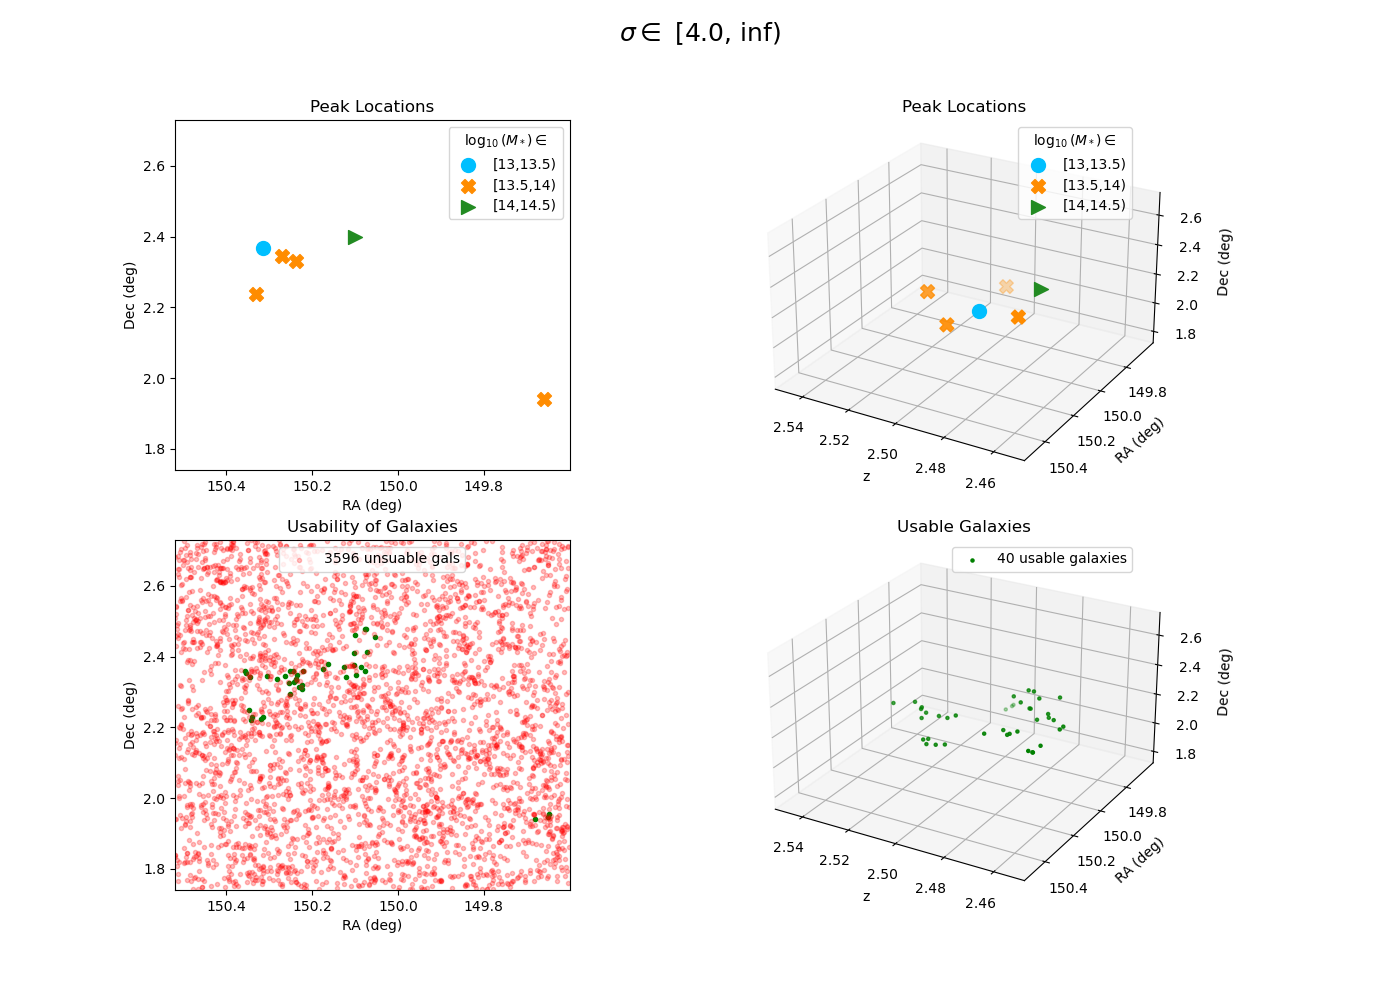 σ ∈ [4.0, inf)
Peak Locations
log₁₀(M*) ∈
[13,13.5)
[13.5,14)
[14,14.5)
2.6
2.4
2.2
2.0
1.8
Dec (deg)
150.4 150.2 150.0 149.8
RA (deg)
Peak Locations
log₁₀(M*) ∈
[13,13.5)
[13.5,14)
[14,14.5)
2.6
2.4
2.2
2.0
1.8
Dec (deg)
149.8
150.0
150.2
150.4
RA (deg)
2.54
2.52
2.50
2.48
2.46
z
Usability of Galaxies
3596 unsuable gals
2.6
2.4
2.2
2.0
1.8
Dec (deg)
150.4 150.2 150.0 149.8
RA (deg)
Usable Galaxies
40 usable galaxies
2.6
2.4
2.2
2.0
1.8
Dec (deg)
149.8
150.0
150.2
150.4
RA (deg)
2.54
2.52
2.50
2.48
2.46
z